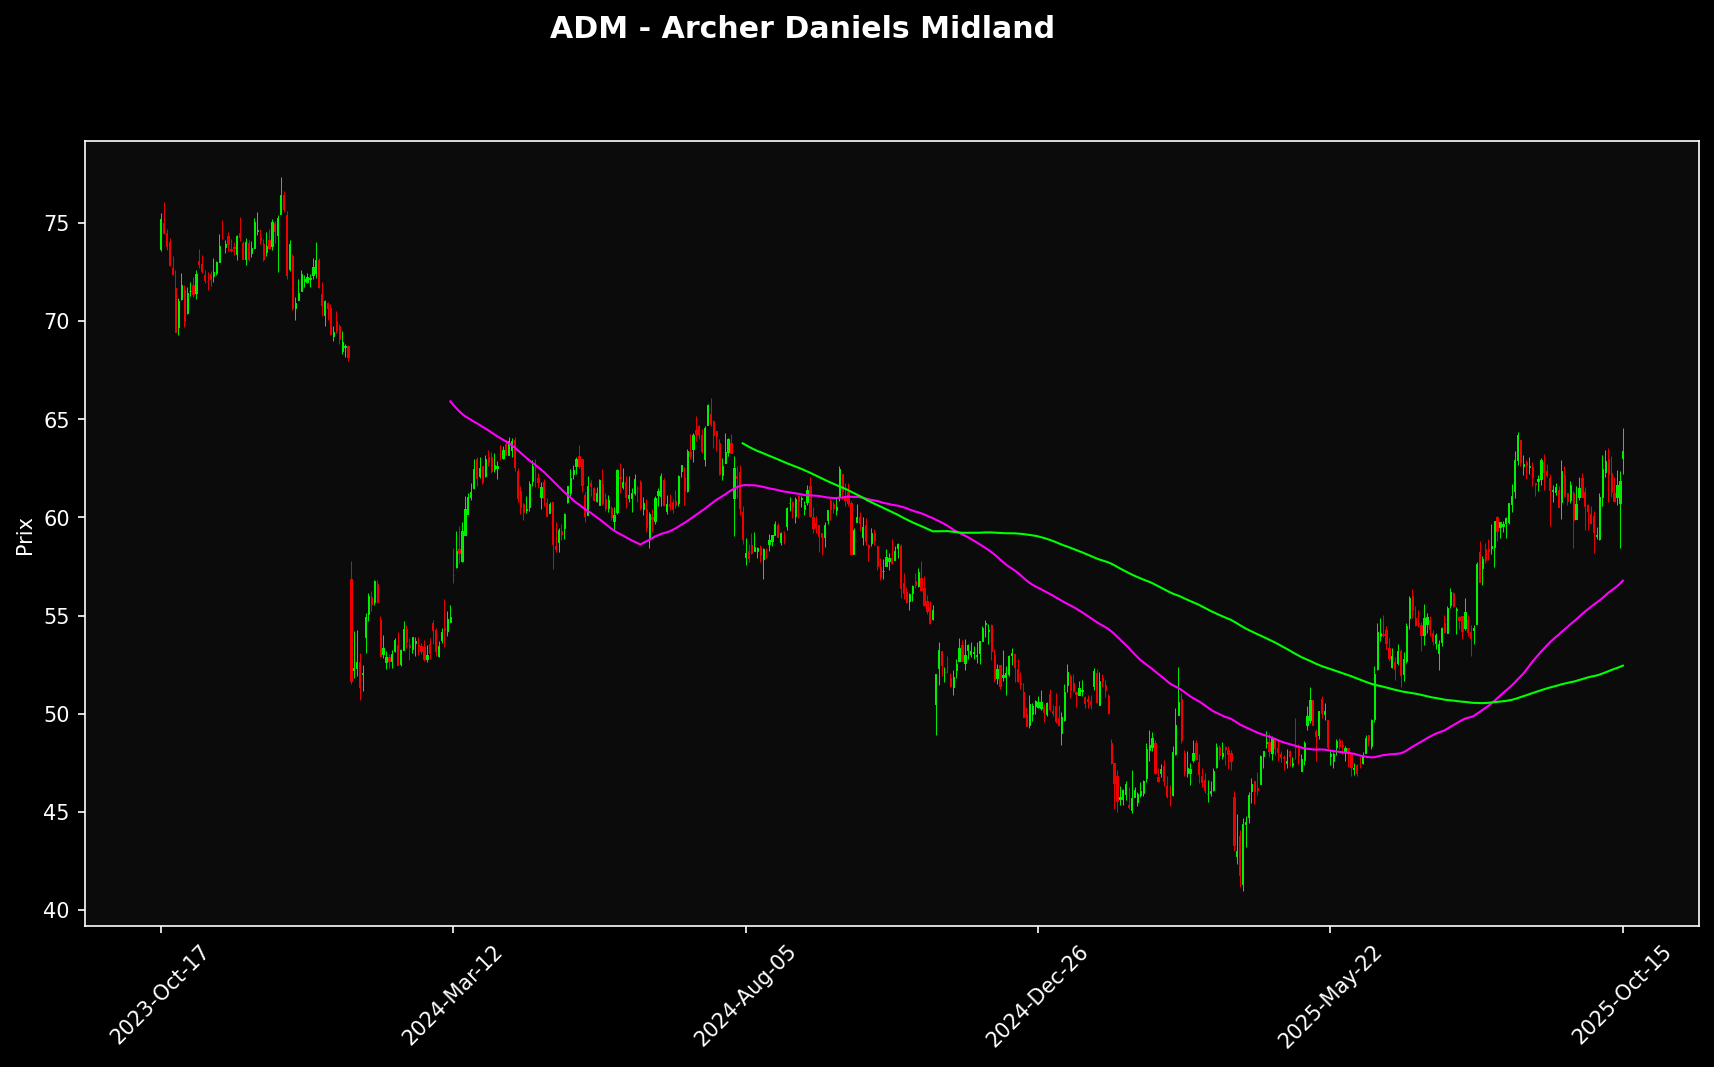 ADM - Archer Daniels Midland
Prix
75
70
65
60
55
50
45
40
2023-Oct-17
2024-Mar-12
2024-Aug-05
2024-Dec-26
2025-May-22
2025-Oct-15